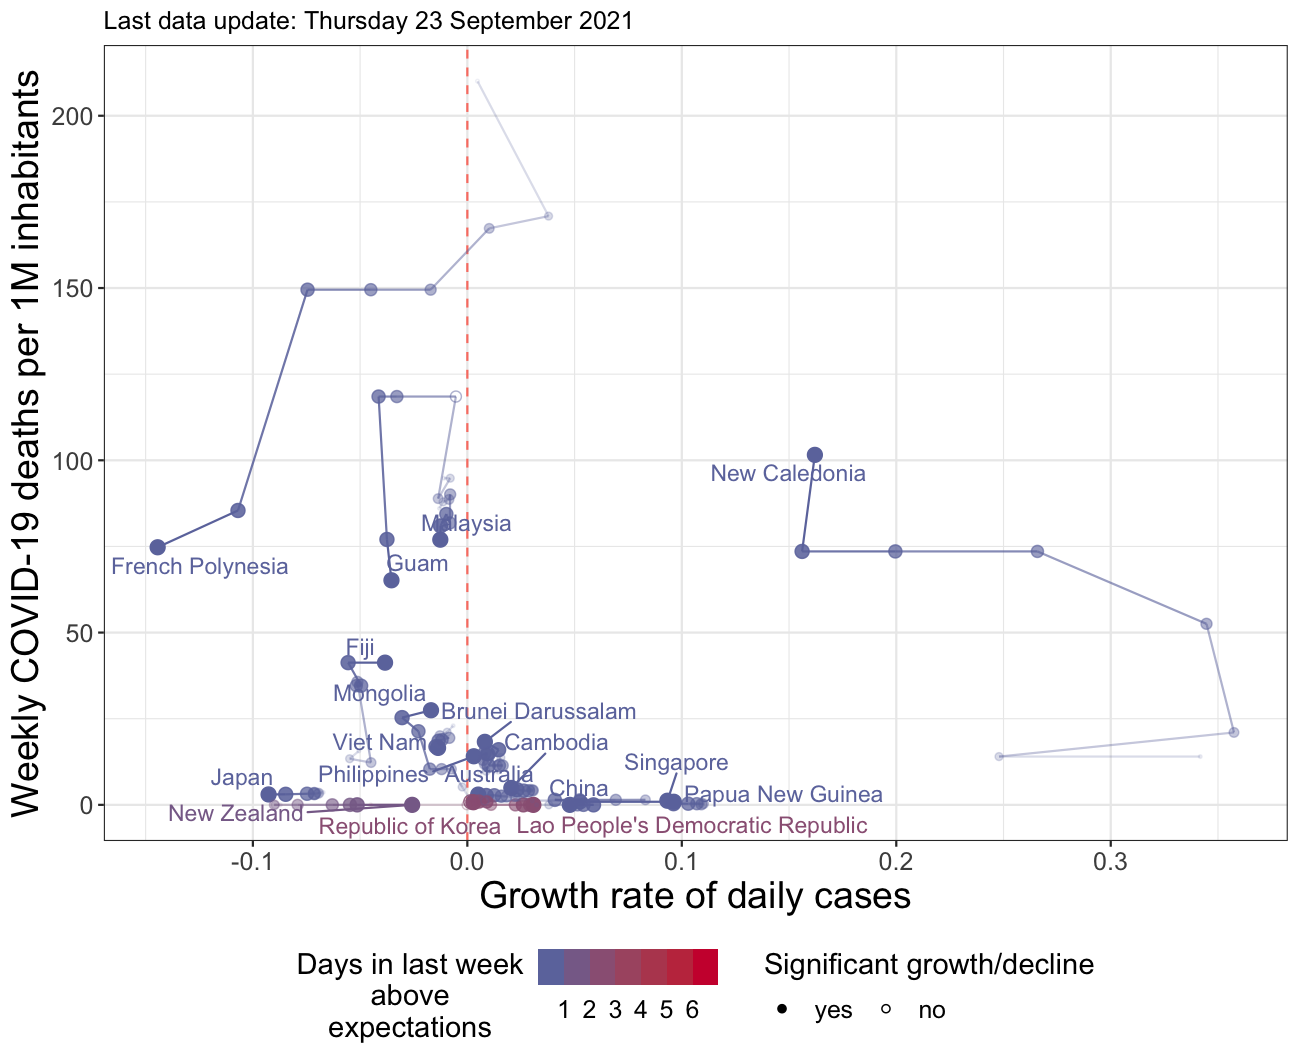 Last data update: Thursday 23 September 2021
Weekly COVID-19 deaths per 1M inhabitants
200
150
100
50
0
New Caledonia
Malaysia
French Polynesia
Guam
Fiji
Mongolia
Brunei Darussalam
Viet Nam
Cambodia
Singapore
Japan
Philippines
Australia
China
Papua New Guinea
New Zealand
Republic of Korea
Lao People's Democratic Republic
-0.1
0.0
0.1
0.2
0.3
Growth rate of daily cases
Days in last week
above
expectations
1 2 3 4 5 6
Significant growth/decline
yes
no